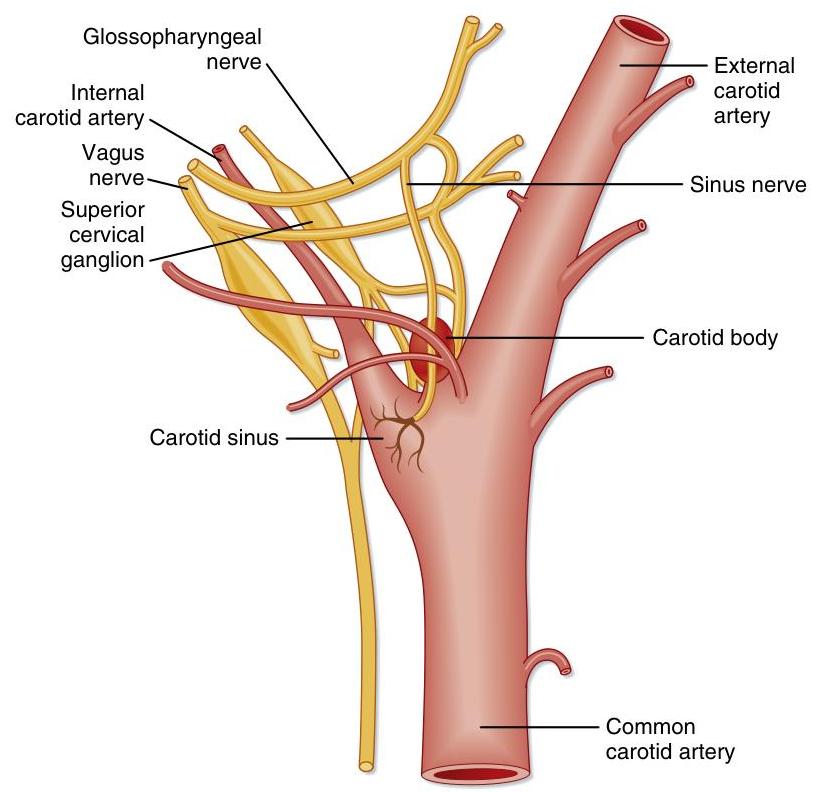 Glossopharyngeal
nerve
Internal
carotid artery
Vagus
nerve
Superior
cervical
ganglion
External
carotid
artery
Sinus nerve
Carotid body
Carotid sinus
Common
carotid artery